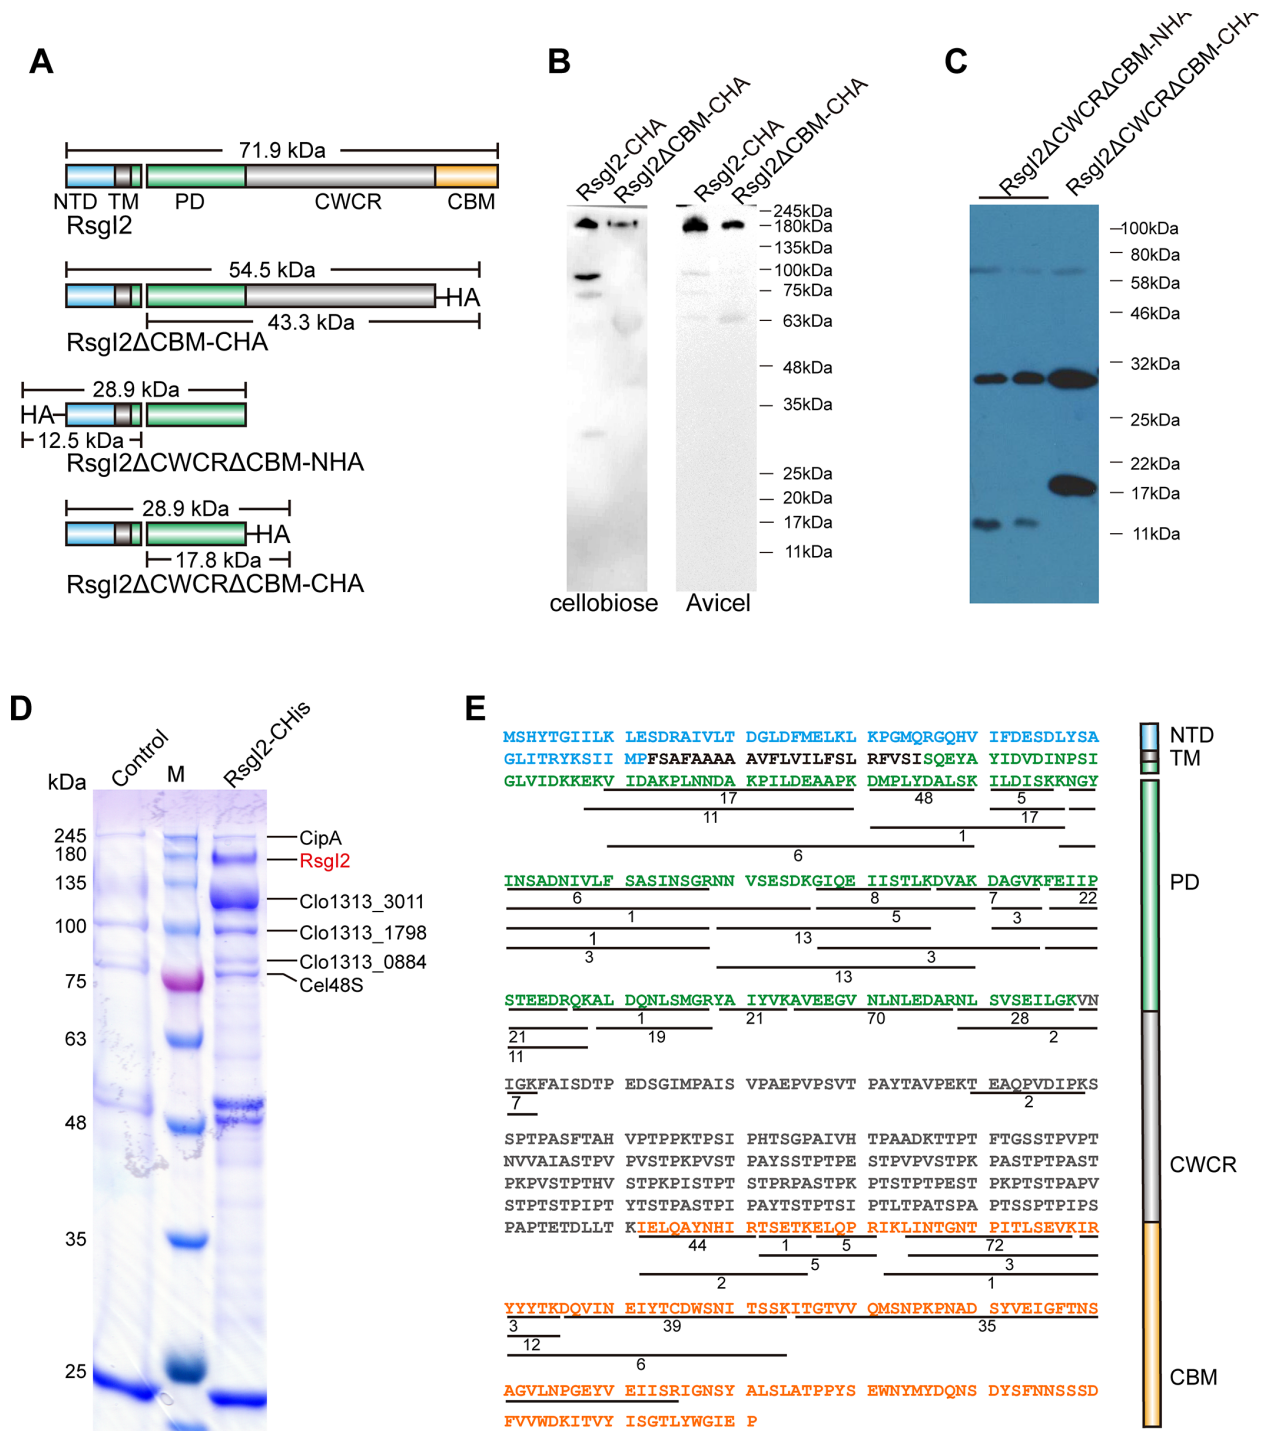 A
71.9 kDa
NTD TM PD CWCR CBM
RsgI2
54.5 kDa
HA
43.3 kDa
RsgI2ΔCBM-CHA
28.9 kDa
HA
12.5 kDa
RsgI2ΔCWCRΔCBM-NHA
28.9 kDa
HA
17.8 kDa
RsgI2ΔCWCRΔCBM-CHA
B
RsgI2-CHA
RsgI2ΔCBM-CHA
RsgI2-CHA
RsgI2ΔCBM-CHA
245kDa
180kDa
135kDa
100kDa
75kDa
63kDa
48kDa
35kDa
25kDa
20kDa
17kDa
11kDa
cellobiose Avicel
C
RsgI2ΔCWCRΔCBM-NHA
RsgI2ΔCWCRΔCBM-CHA
100kDa
80kDa
58kDa
46kDa
32kDa
25kDa
22kDa
17kDa
11kDa
D
Control
M
RsgI2-CHis
kDa
245
180
135
100
75
63
48
35
25
CipA
RsgI2
Clo1313_3011
Clo1313_1798
Clo1313_0884
Cel48S
E
MSHYTGIILK LESDRAIVLT DGLDFMELKL KPGMQRGQHV IFDESDLYSA
GLITRYKSII MPFSAFAAAA AVFLVILFSL RFVSISQEYA YIDVDINPSI
GLVIDKKEKV IDAKPLNNDA KPILDEAAPK DMPLYDALSK ILDISKKNGY
17 48 5
11 17
1
6
INSADNIVLF SASINSGRNN VSESDKGIQE IISTLKDVAK DAGVKFEIIP
6 8 7 22
1 5 3
1 13
3 3
13
STEEDRQKAL DQNLSMGRYA IYVKAVEEGV NLNLEDARNL SVSEILGKVN
1 21 70 28
21 19 2
11
IGKFAISDTP EDSGIMPAIS VPAEPVPSVT PAYTAVPEKT EAQPVDIPKS
7 2
SPTPASFTAH VPTPPKTPSI PHTSGPAIVH TPAADKTTPT FTGSSTPVPT
NVVAIASTPV PVSTPKPVST PAYSSTPTPE STPVPVSTPK PASTPTPAST
PKPVSTPTHV STPKPISTPT STPRPASTPK PTSTPTPEST PKPTSTPAPV
STPTSTPIPT YTSTPASTPI PAYTSTPTSI PTLTPATSPA PTSSPTPIPS
PAPTETDLLT KIELQAYNHI RTSETKELQP RIKLINTGNT PITLSEVKIR
44 1 5 72
5 3
2 1
YYYTKDQVIN EIYTCDWSNI TSSKITGTVV QMSNPKPNAD SYVEIGFTNS
3 39 35
12
6
AGVLNPGEYV EIISRIGNSY ALSLATPPYS EWNYMYDQNS DYSFNNSSSD
FVVWDKITVY ISGTLYWGIE P
NTD
TM
PD
CWCR
CBM